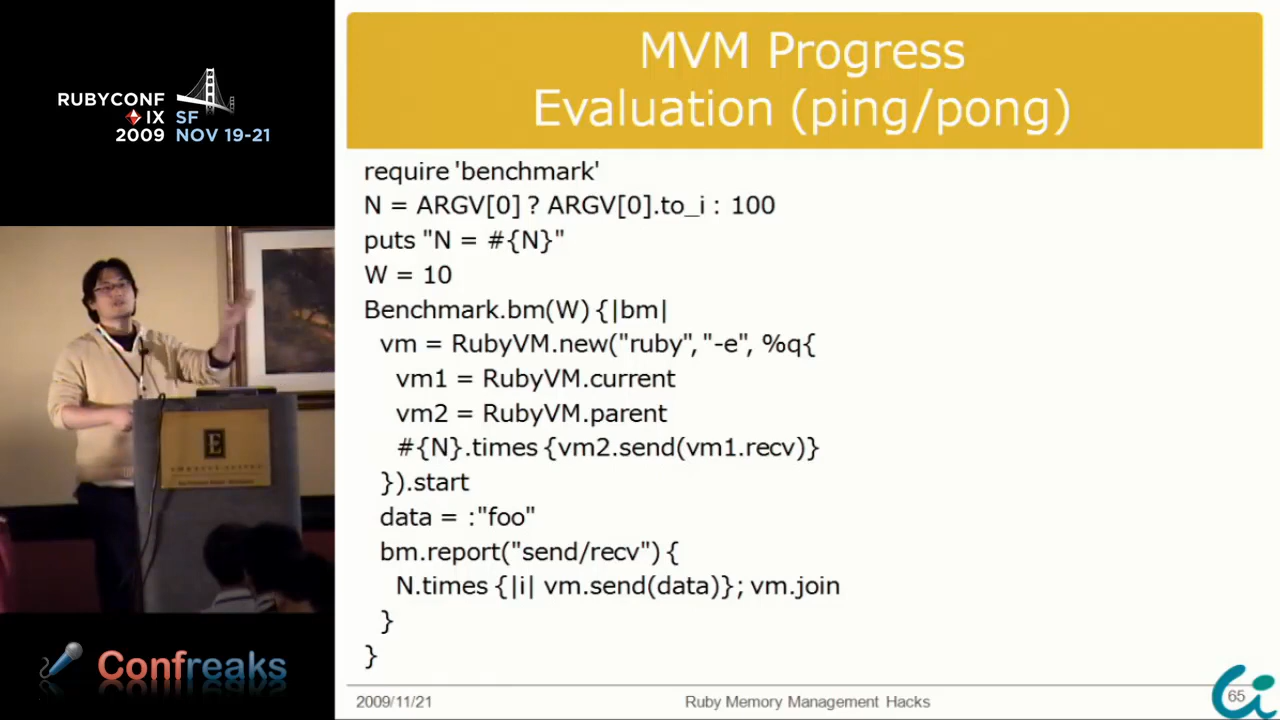 RUBYCONF
IX SF
2009 NOV 19-21
MVM Progress
Evaluation (ping/pong)
require 'benchmark'
N = ARGV[0] ? ARGV[0].to_i : 100
puts "N = #{N}"
W = 10
Benchmark.bm(W) {|bm|
vm = RubyVM.new("ruby", "-e", %q{
vm1 = RubyVM.current
vm2 = RubyVM.parent
#{N}.times {vm2.send(vm1.recv)}
}).start
data = :"foo"
bm.report("send/recv") {
N.times {|i| vm.send(data)}; vm.join
}
}
Confreaks
2009/11/21
Ruby Memory Management Hacks
65